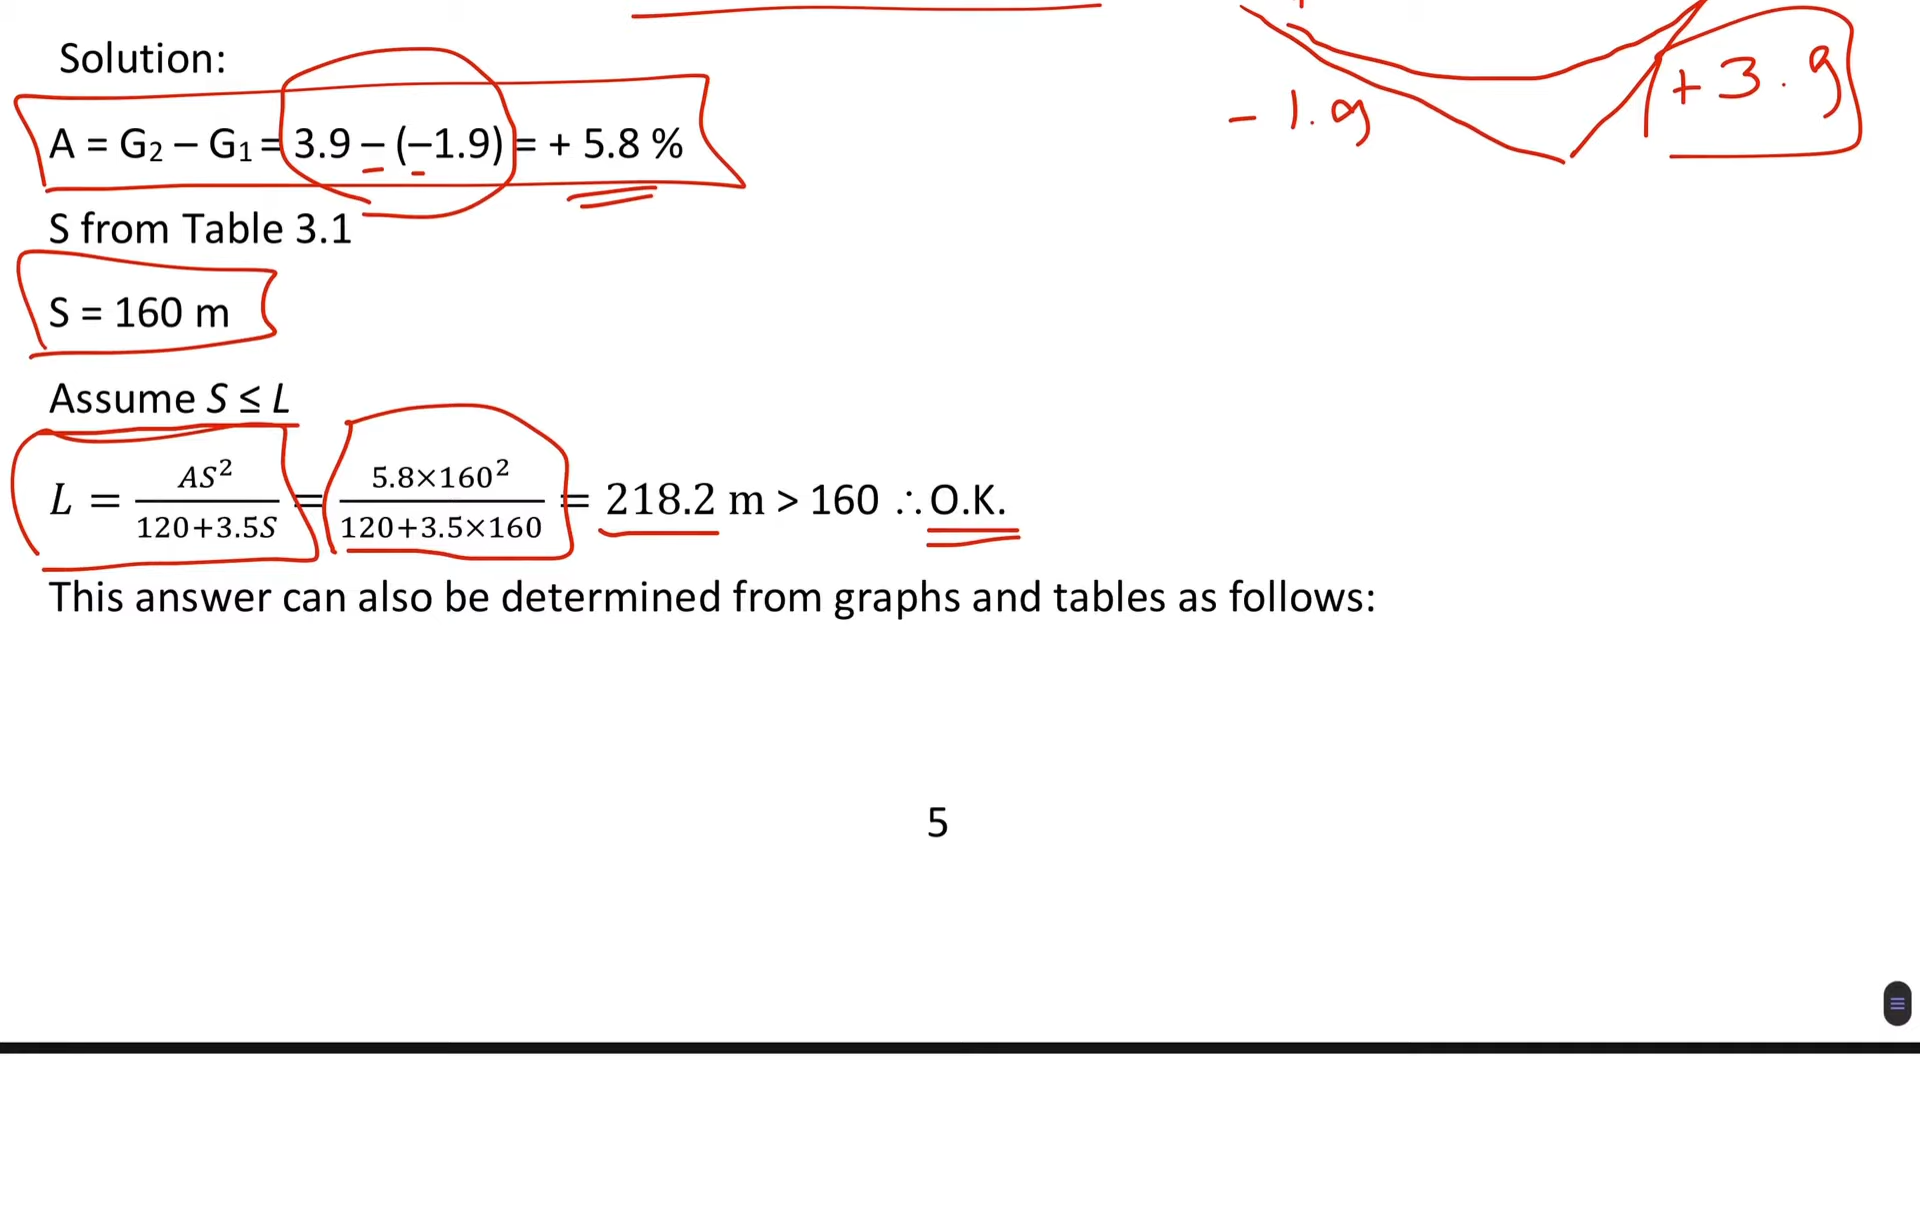 Solution:
+3.9
-1.9
A = G₂ – G₁ = 3.9 – (–1.9) = + 5.8 %
S from Table 3.1
S = 160 m
Assume S ≤ L
L = AS²/(120+3.5S) = 5.8×160²/(120+3.5×160) = 218.2 m > 160 ∴ O.K.
This answer can also be determined from graphs and tables as follows:
5